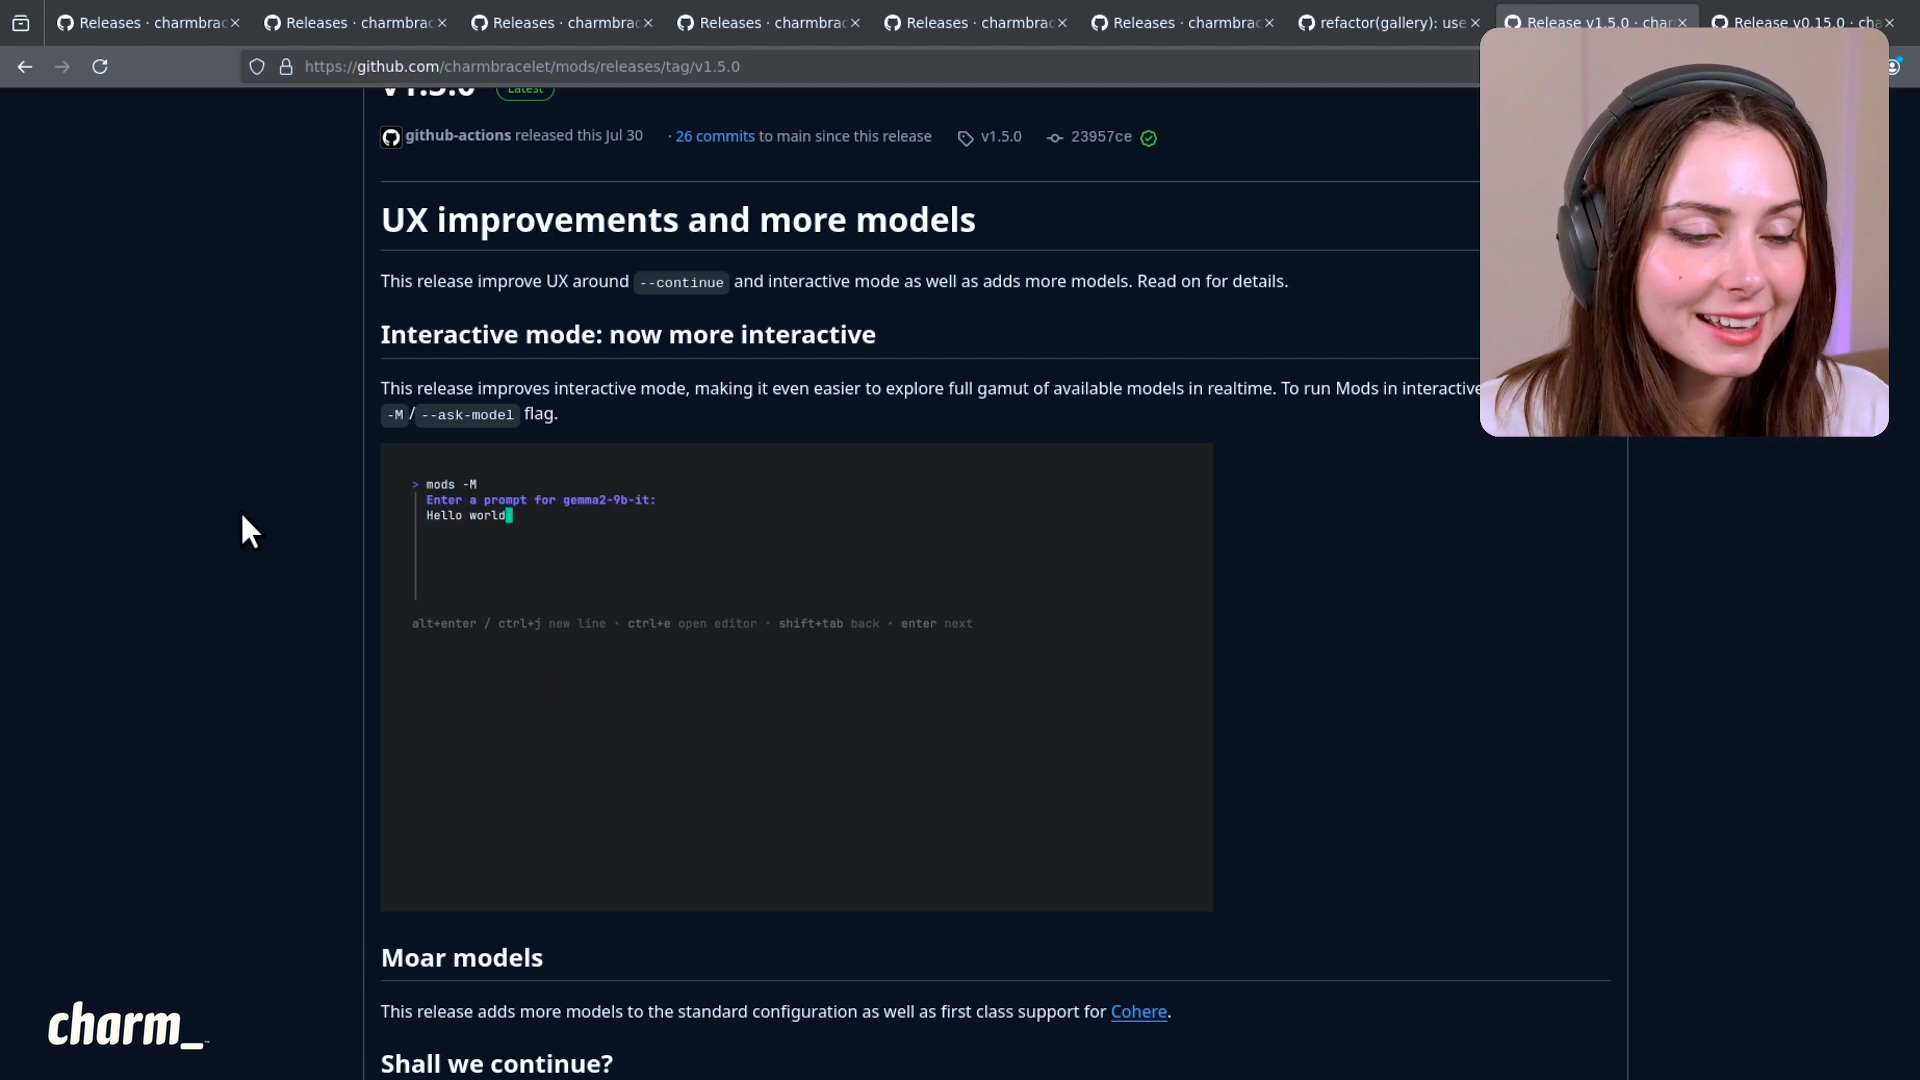 Releases · charmbrac
Releases · charmbrac
Releases · charmbrac
Releases · charmbrac
Releases · charmbrac
Releases · charmbrac
refactor(gallery): use
Release v1.5.0 · char
Release v0.15.0 · cha
https://github.com/charmbracelet/mods/releases/tag/v1.5.0
v1.5.0 Latest
github-actions released this Jul 30 · 26 commits to main since this release v1.5.0 23957ce
UX improvements and more models
This release improve UX around --continue and interactive mode as well as adds more models. Read on for details.
Interactive mode: now more interactive
This release improves interactive mode, making it even easier to explore full gamut of available models in realtime. To run Mods in interactive
-M / --ask-model flag.
> mods -M
Enter a prompt for gemma2-9b-it:
Hello world
alt+enter / ctrl+j new line • ctrl+e open editor • shift+tab back • enter next
Moar models
This release adds more models to the standard configuration as well as first class support for Cohere.
Shall we continue?
charm_